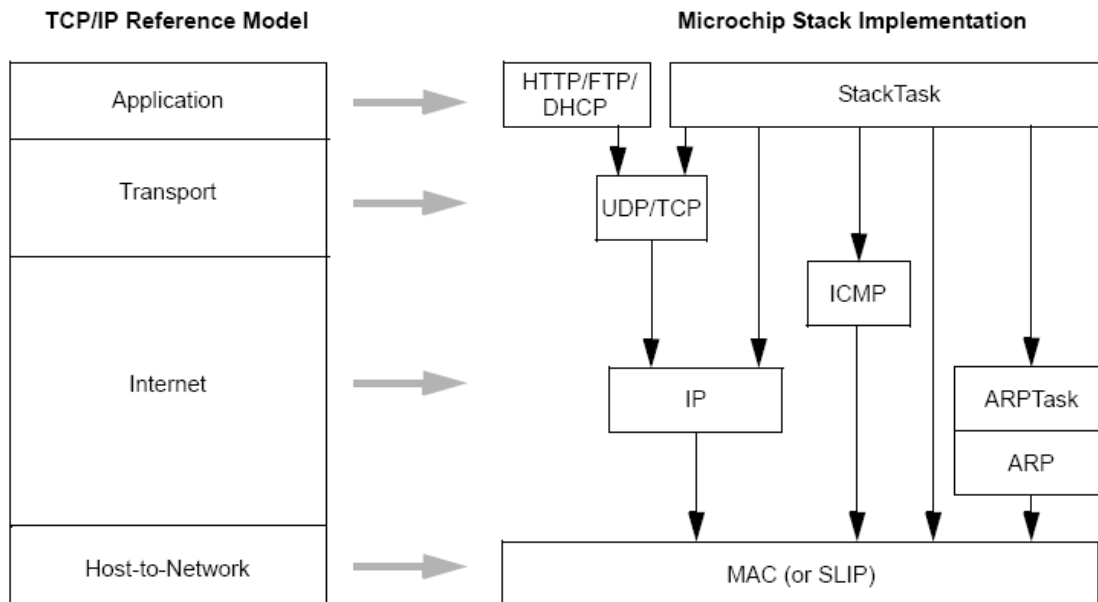 TCP/IP Reference Model
Microchip Stack Implementation
Application
HTTP/FTP/
DHCP
StackTask
Transport
UDP/TCP
ICMP
Internet
IP
ARPTask
ARP
Host-to-Network
MAC (or SLIP)